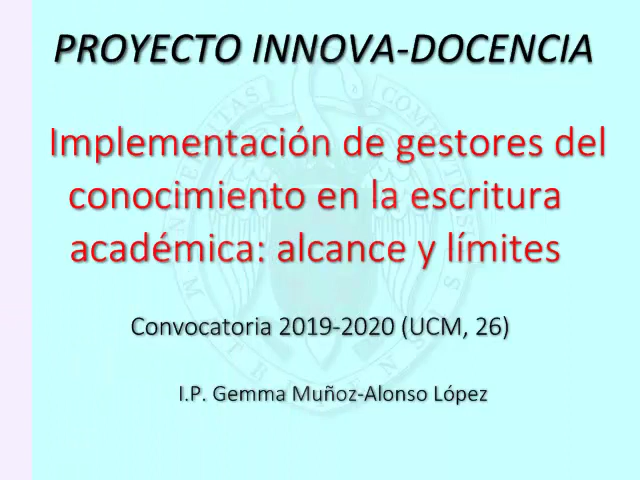 PROYECTO INNOVA-DOCENCIA
Implementación de gestores del
conocimiento en la escritura
académica: alcance y límites
Convocatoria 2019-2020 (UCM, 26)
I.P. Gemma Muñoz-Alonso López